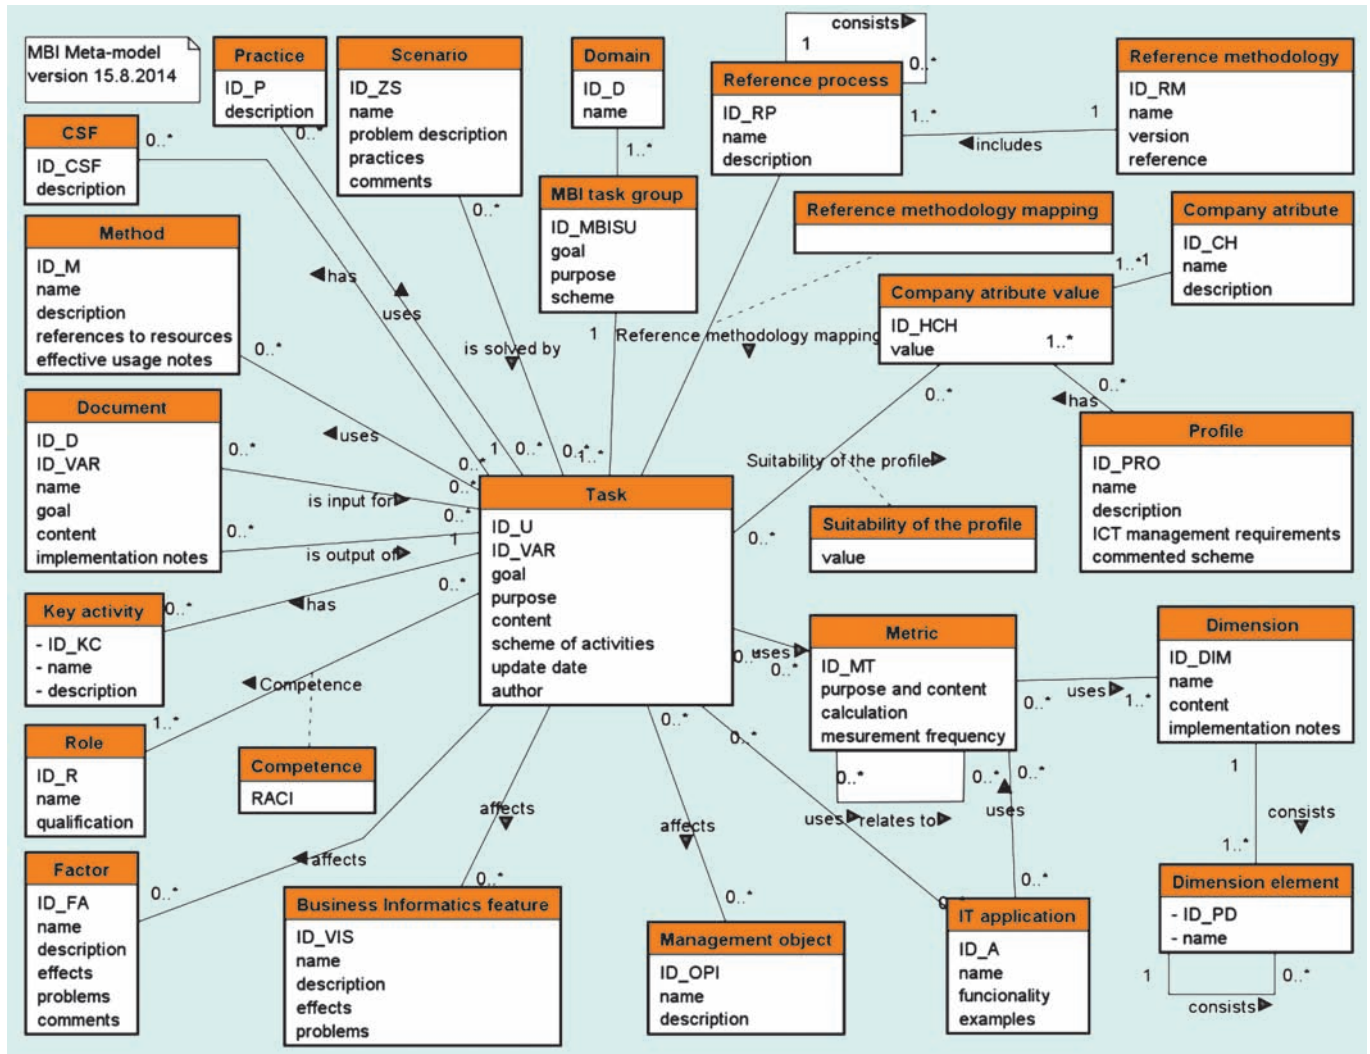 MBI Meta-model
version 15.8.2014
Practice
ID_P
description
Scenario
ID_ZS
name
problem description
practices
comments
Domain
ID_D
name
1..*
consists
1
0..*
Reference process
ID_RP
name
description
1..*
1
includes
Reference methodology
ID_RM
name
version
reference
CSF
ID_CSF
description
0..*
0..*
0..*
MBI task group
ID_MBISU
goal
purpose
scheme
1
Reference methodology mapping
Company atribute
ID_CH
name
description
1..*
1
Method
ID_M
name
description
references to resources
effective usage notes
0..*
has
uses
is solved by
Reference methodology mapping
Company atribute value
ID_HCH
value
1..*
0..*
0..*
has
Document
ID_D
ID_VAR
name
goal
content
implementation notes
0..*
0..*
uses
is input for
is output of
0..*
1
0..*
0..*
1..*
0..*
0..*
1
0..*
Suitability of the profile
0..*
Profile
ID_PRO
name
description
ICT management requirements
commented scheme
Task
ID_U
ID_VAR
goal
purpose
content
scheme of activities
update date
author
Suitability of the profile
value
Key activity
- ID_KC
- name
- description
0..*
has
Competence
1..*
Role
ID_R
name
qualification
Competence
RACI
0..*
uses
0..*
Metric
ID_MT
purpose and content
calculation
mesurement frequency
0..*
uses
1..*
Dimension
ID_DIM
name
content
implementation notes
0..*
0..*
0..*
0..*
0..*
uses
relates to
uses
1
consists
1..*
affects
affects
affects
0..*
0..*
0..*
0..*
0..*
Factor
ID_FA
name
description
effects
problems
comments
Business Informatics feature
ID_VIS
name
description
effects
problems
Management object
ID_OPI
name
description
IT application
ID_A
name
funcionality
examples
Dimension element
- ID_PD
- name
1
0..*
consists